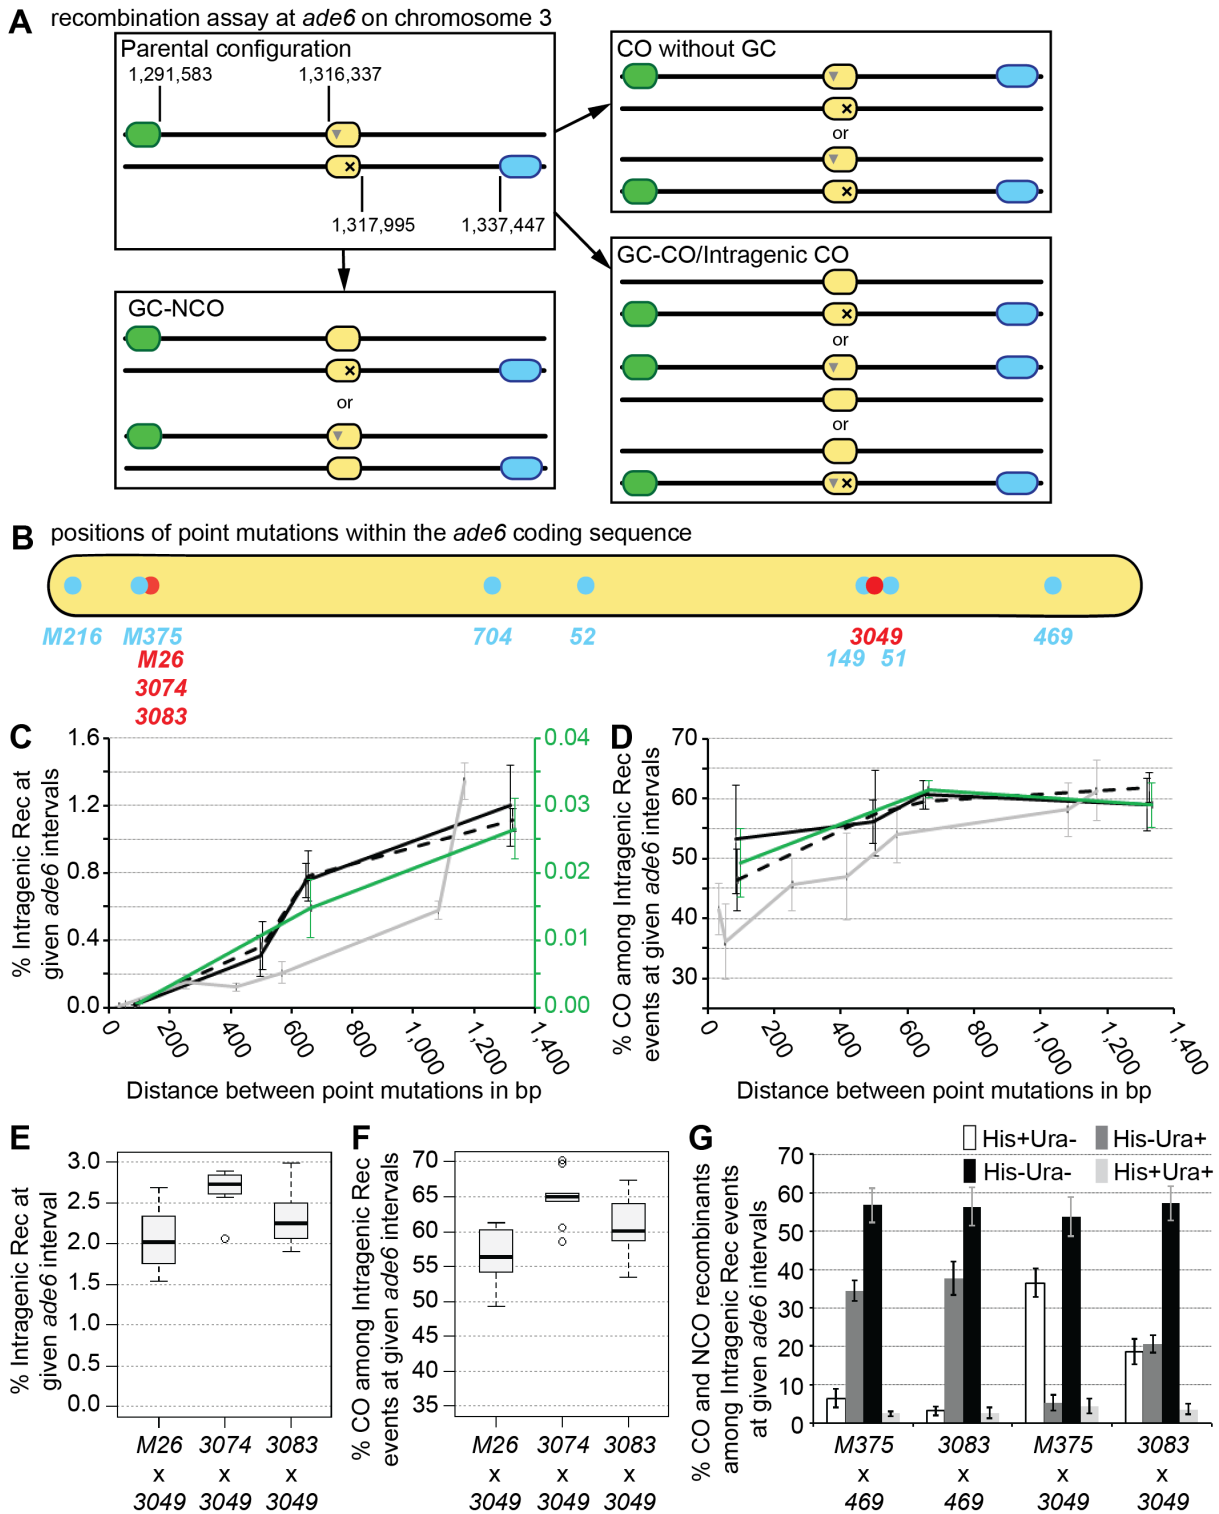 A recombination assay at ade6 on chromosome 3
Parental configuration
1,291,583
1,316,337
1,317,995
1,337,447
CO without GC
or
GC-NCO
or
GC-CO/Intragenic CO
or
or
B positions of point mutations within the ade6 coding sequence
M216 M375 704 52 3049 469
M26 149 51
3074
3083
C
% Intragenic Rec at
given ade6 intervals
1.6
1.2
0.8
0.4
0.0
0.04
0.03
0.02
0.01
0.00
0 200 400 600 800 1,000 1,200 1,400
Distance between point mutations in bp
D
% CO among Intragenic Rec
events at given ade6 intervals
70
60
50
40
30
0 200 400 600 800 1,000 1,200 1,400
Distance between point mutations in bp
E
% Intragenic Rec at
given ade6 interval
3.0
2.5
2.0
1.5
1.0
0.5
0.0
M26 3074 3083
x x x
3049 3049 3049
F
% CO among Intragenic Rec
events at given ade6 intervals
70
65
60
55
50
45
40
35
M26 3074 3083
x x x
3049 3049 3049
G
His+Ura- His-Ura+
His-Ura- His+Ura+
% CO and NCO recombinants
among Intragenic Rec events
at given ade6 intervals
70
60
50
40
30
20
10
0
M375 3083 M375 3083
x x x x
469 469 3049 3049